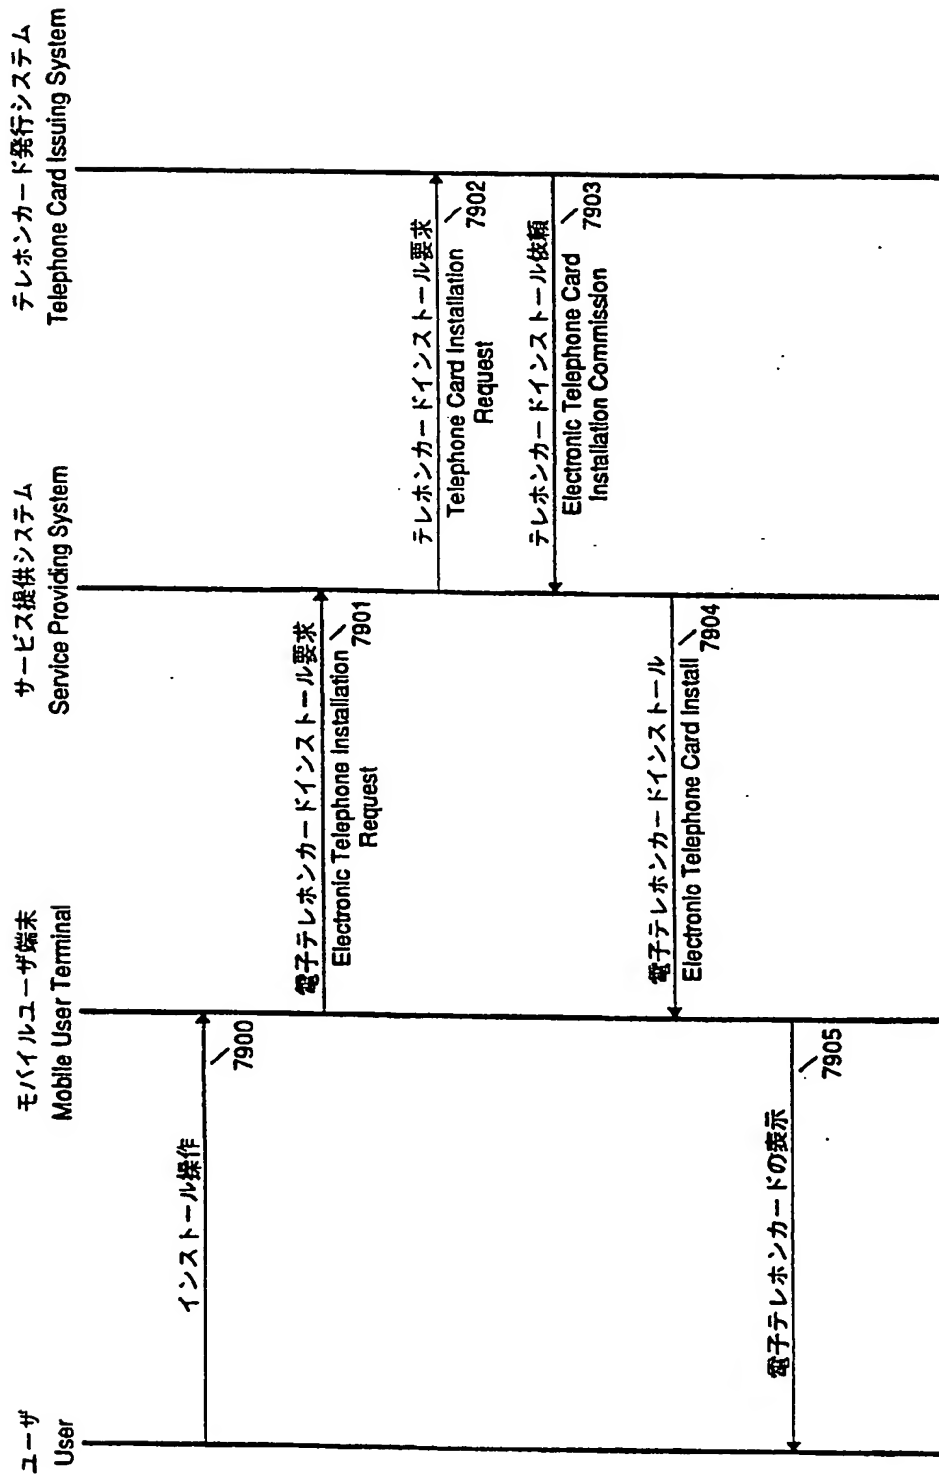 ユーザ
User
モバイルユーザ端末
Mobile User Terminal
サービス提供システム
Service Providing System
テレホンカード発行システム
Telephone Card Issuing System
インストール操作
7900
電子テレホンカードインストール要求
Electronic Telephone Installation
Request
7901
テレホンカードインストール要求
Telephone Card Installation
Request
7902
テレホンカードインストール依頼
Electronic Telephone Card
Installation Commission
7903
電子テレホンカードインストール
Electronic Telephone Card Install
7904
電子テレホンカードの表示
7905